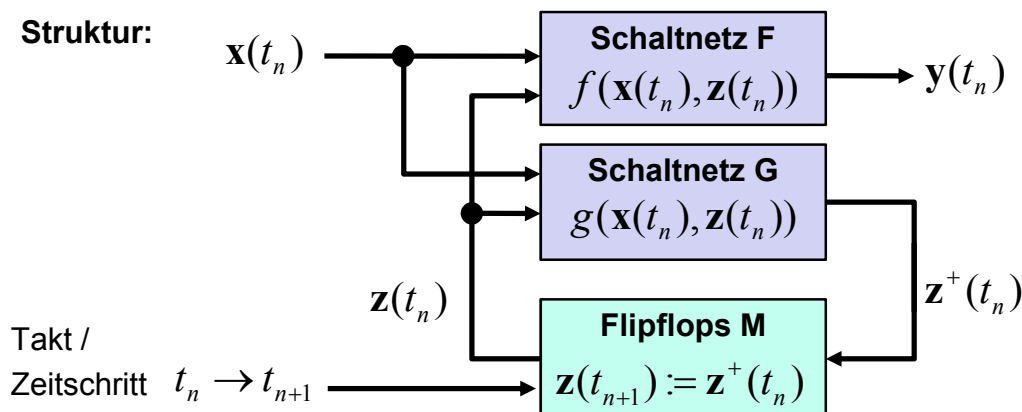 Struktur:
x(tₙ)
Schaltnetz F
f(x(tₙ), z(tₙ))
y(tₙ)
Schaltnetz G
g(x(tₙ), z(tₙ))
z(tₙ)
z⁺(tₙ)
Flipflops M
z(tₙ₊₁) := z⁺(tₙ)
Takt /
Zeitschritt tₙ → tₙ₊₁